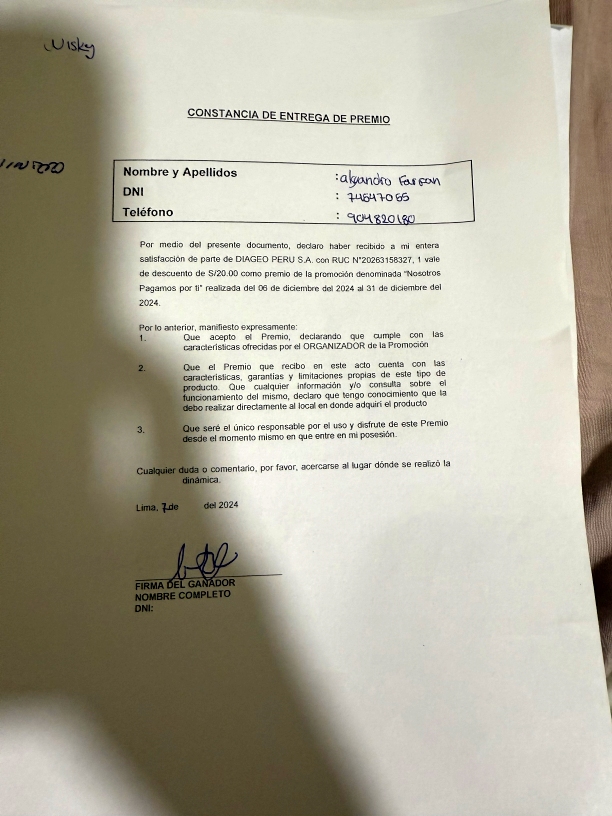 Wisky
CONSTANCIA DE ENTREGA DE PREMIO
Nombre y Apellidos : alejandro Farfan
DNI : 74647065
Teléfono : 904820180
Por medio del presente documento, declaro haber recibido a mi entera
satisfacción de parte de DIAGEO PERU S.A. con RUC N°20263158327, 1 vale
de descuento de S/20.00 como premio de la promoción denominada "Nosotros
Pagamos por ti" realizada del 06 de diciembre del 2024 al 31 de diciembre del
2024.
Por lo anterior, manifiesto expresamente:
1. Que acepto el Premio, declarando que cumple con las
características ofrecidas por el ORGANIZADOR de la Promoción
2. Que el Premio que recibo en este acto cuenta con las
características, garantías y limitaciones propias de este tipo de
producto. Que cualquier información y/o consulta sobre el
funcionamiento del mismo, declaro que tengo conocimiento que la
debo realizar directamente al local en donde adquirí el producto
3. Que seré el único responsable por el uso y disfrute de este Premio
desde el momento mismo en que entre en mi posesión.
Cualquier duda o comentario, por favor, acercarse al lugar dónde se realizó la
dinámica.
Lima, 7 de del 2024
FIRMA DEL GANADOR
NOMBRE COMPLETO
DNI: